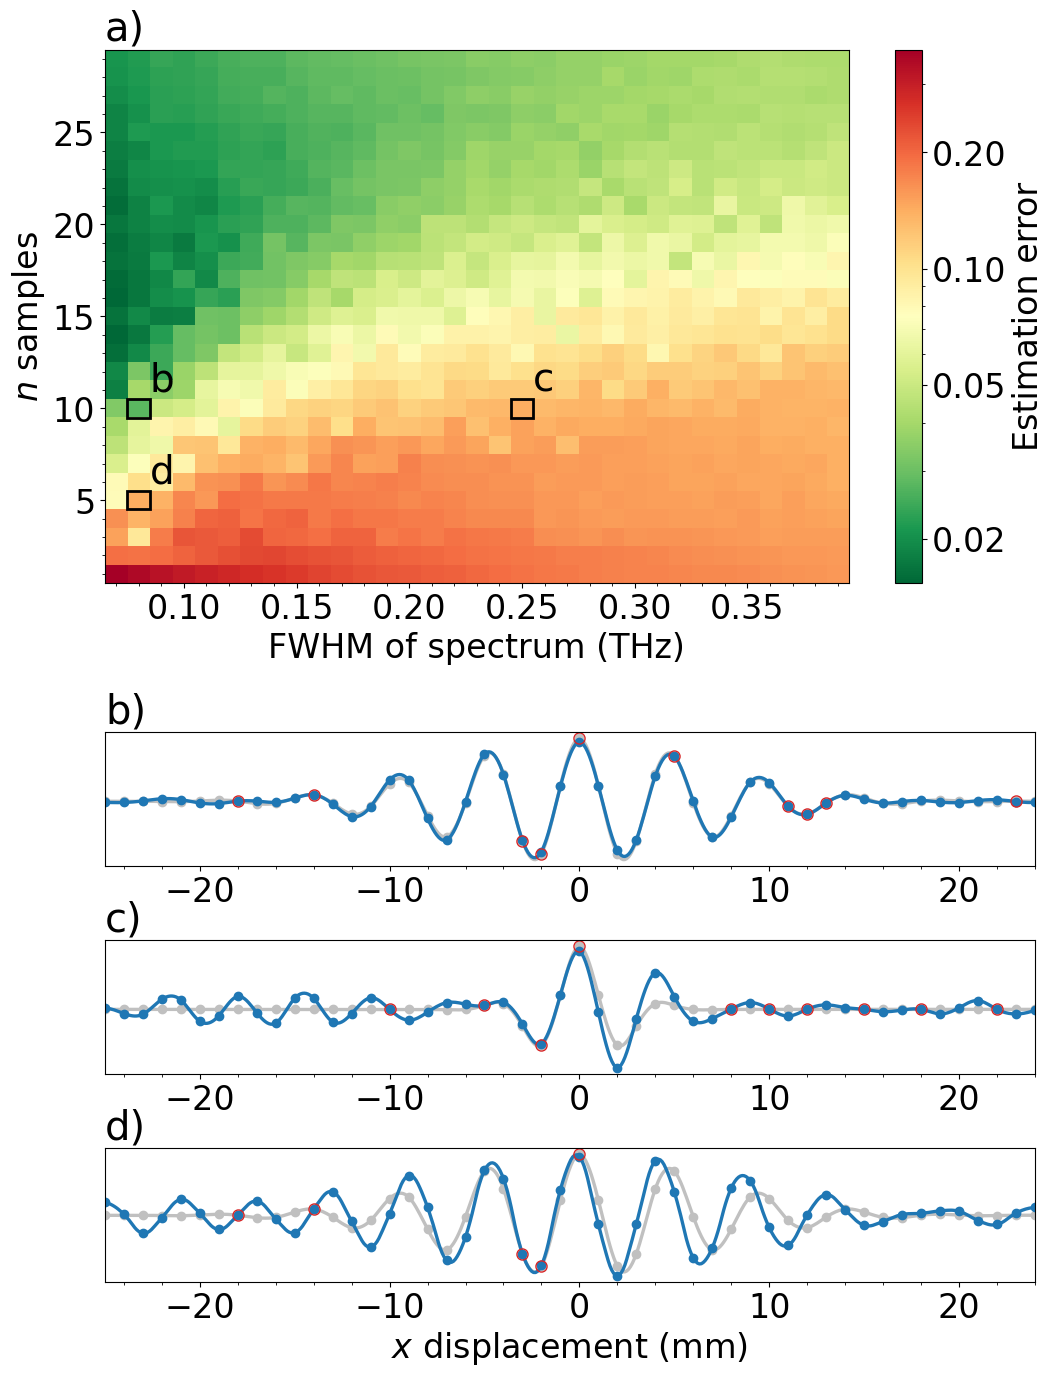 a)
25
20
15
10
5
n samples
b
c
d
0.10 0.15 0.20 0.25 0.30 0.35
FWHM of spectrum (THz)
0.20
0.10
0.05
0.02
Estimation error
b)
−20 −10 0 10 20
c)
−20 −10 0 10 20
d)
−20 −10 0 10 20
x displacement (mm)